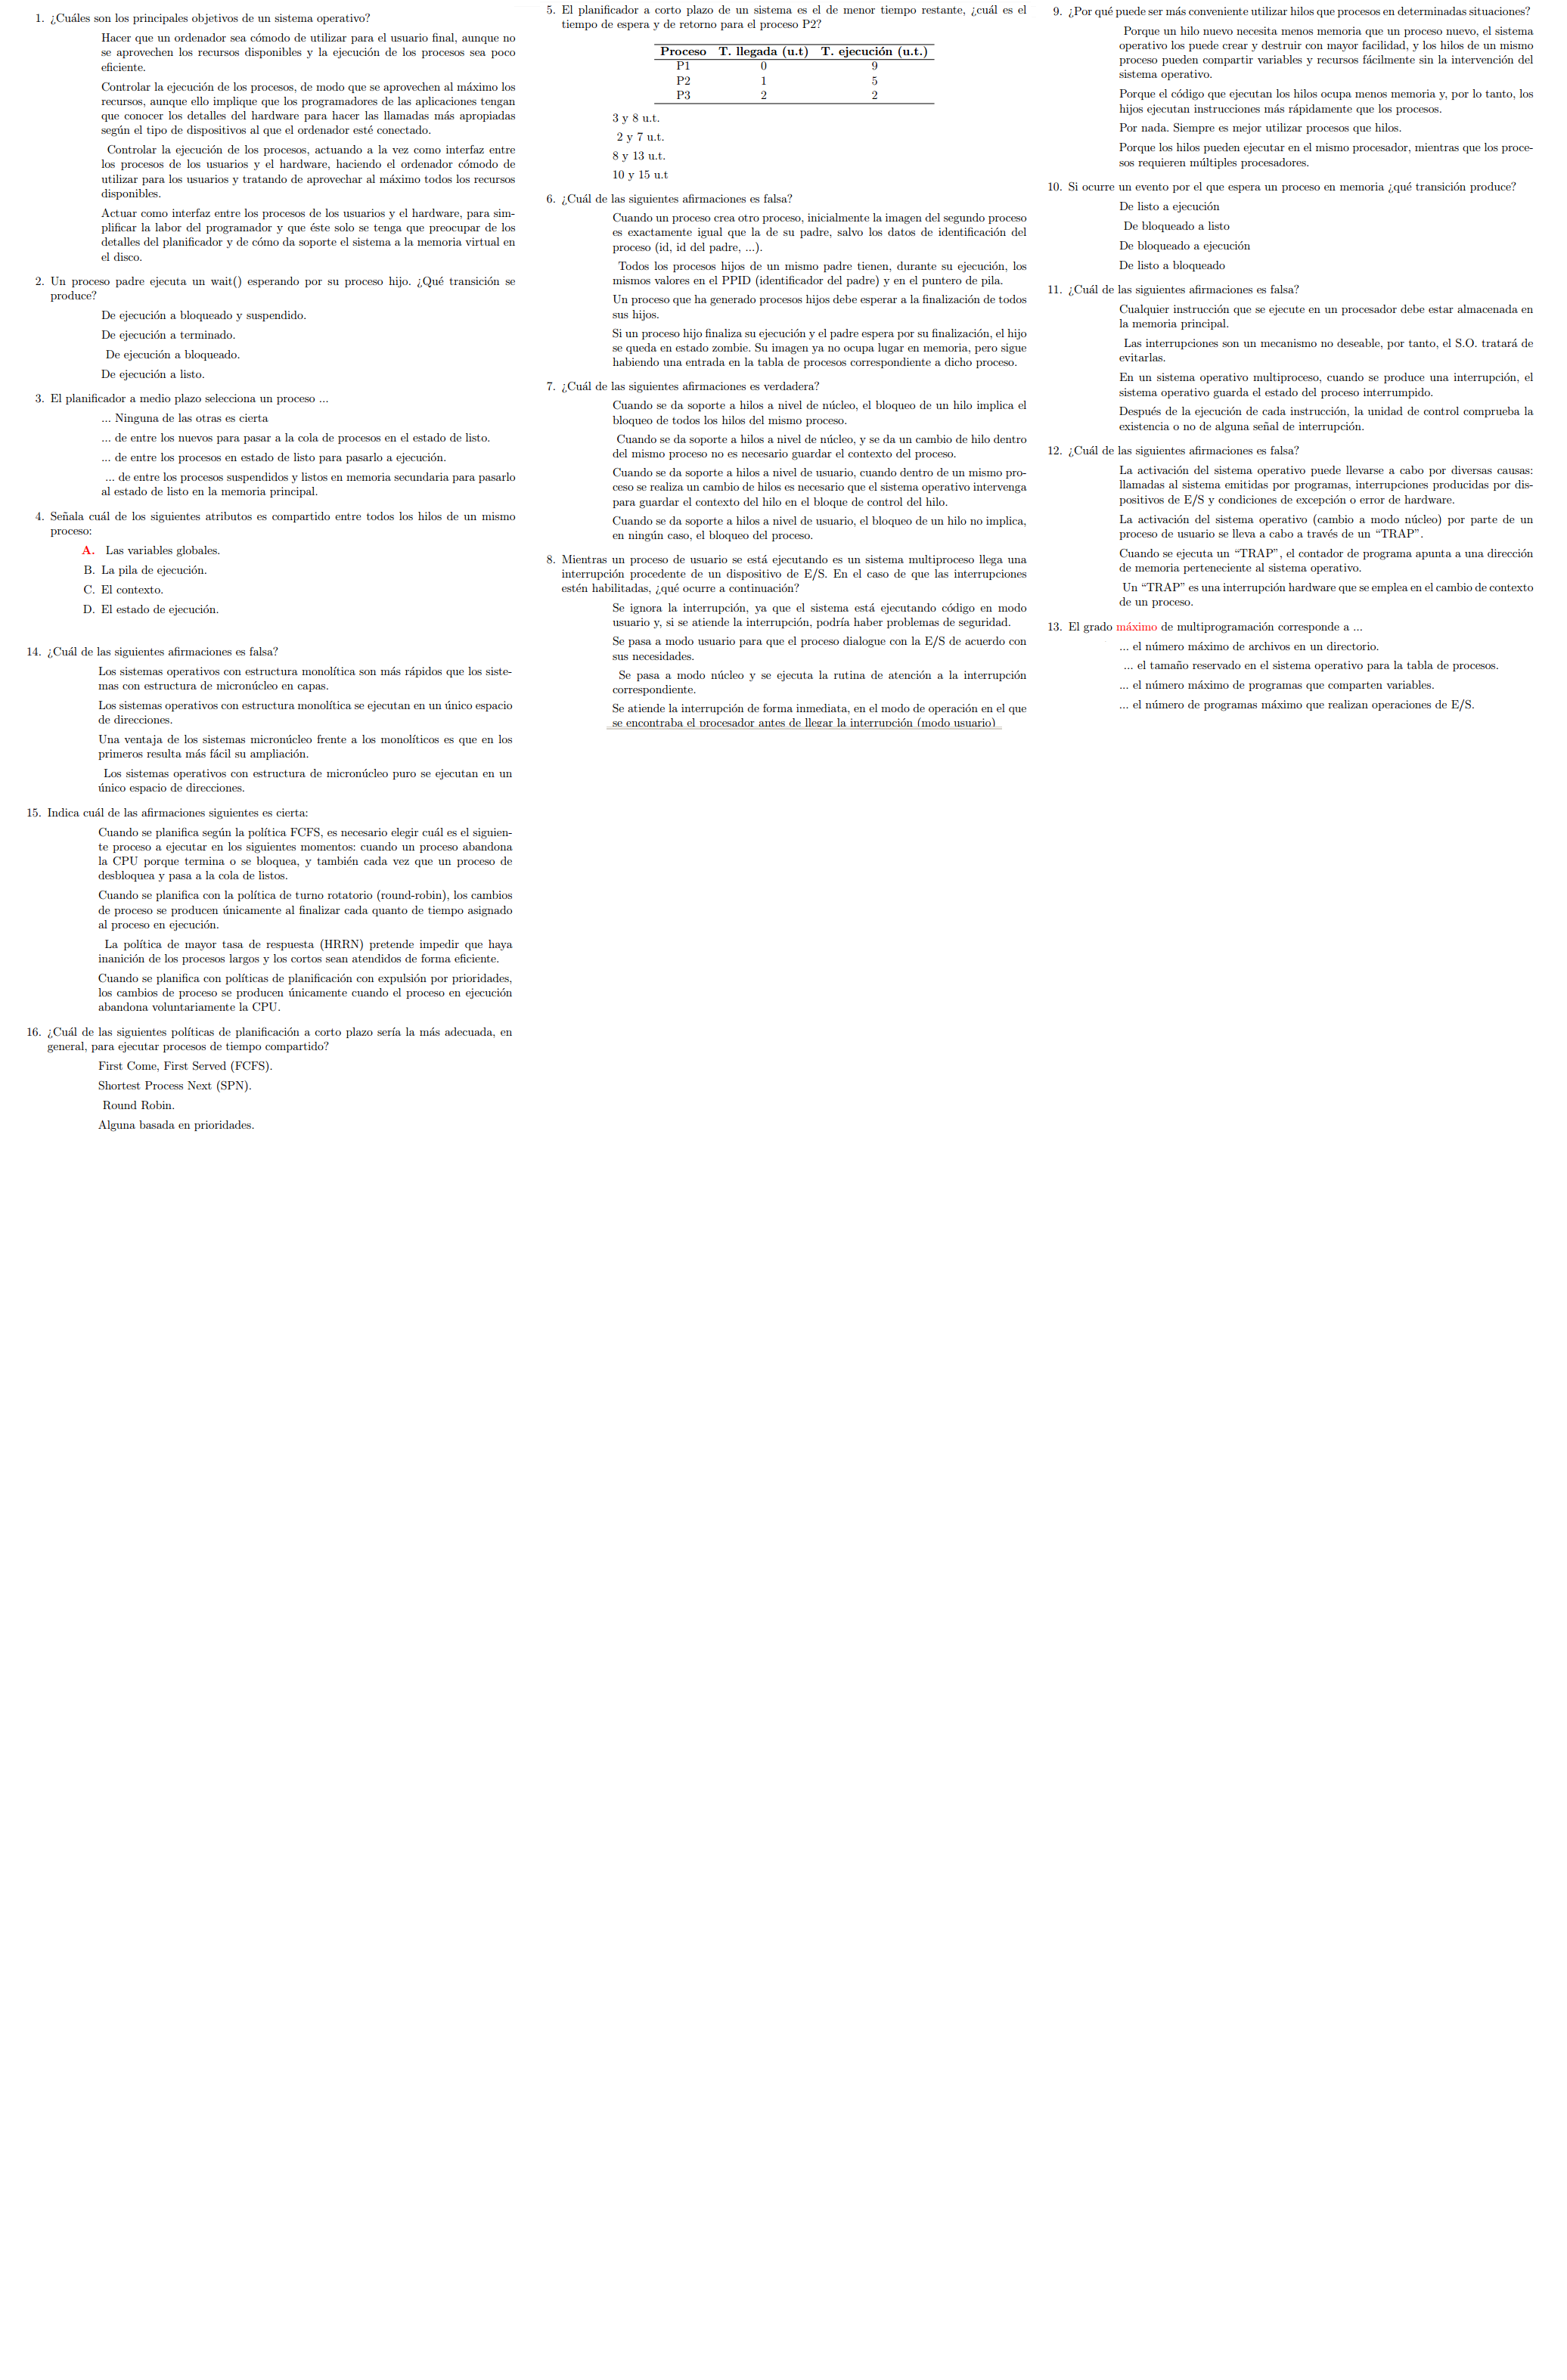 1. ¿Cuáles son los principales objetivos de un sistema operativo?
Hacer que un ordenador sea cómodo de utilizar para el usuario final, aunque no
se aprovechen los recursos disponibles y la ejecución de los procesos sea poco
eficiente.
Controlar la ejecución de los procesos, de modo que se aprovechen al máximo los
recursos, aunque ello implique que los programadores de las aplicaciones tengan
que conocer los detalles del hardware para hacer las llamadas más apropiadas
según el tipo de dispositivos al que el ordenador esté conectado.
Controlar la ejecución de los procesos, actuando a la vez como interfaz entre
los procesos de los usuarios y el hardware, haciendo el ordenador cómodo de
utilizar para los usuarios y tratando de aprovechar al máximo todos los recursos
disponibles.
Actuar como interfaz entre los procesos de los usuarios y el hardware, para sim-
plificar la labor del programador y que éste solo se tenga que preocupar de los
detalles del planificador y de cómo da soporte el sistema a la memoria virtual en
el disco.
2. Un proceso padre ejecuta un wait() esperando por su proceso hijo. ¿Qué transición se
produce?
De ejecución a bloqueado y suspendido.
De ejecución a terminado.
De ejecución a bloqueado.
De ejecución a listo.
3. El planificador a medio plazo selecciona un proceso ...
... Ninguna de las otras es cierta
... de entre los nuevos para pasar a la cola de procesos en el estado de listo.
... de entre los procesos en estado de listo para pasarlo a ejecución.
... de entre los procesos suspendidos y listos en memoria secundaria para pasarlo
al estado de listo en la memoria principal.
4. Señala cuál de los siguientes atributos es compartido entre todos los hilos de un mismo
proceso:
A. Las variables globales.
B. La pila de ejecución.
C. El contexto.
D. El estado de ejecución.
14. ¿Cuál de las siguientes afirmaciones es falsa?
Los sistemas operativos con estructura monolítica son más rápidos que los siste-
mas con estructura de micronúcleo en capas.
Los sistemas operativos con estructura monolítica se ejecutan en un único espacio
de direcciones.
Una ventaja de los sistemas micronúcleo frente a los monolíticos es que en los
primeros resulta más fácil su ampliación.
Los sistemas operativos con estructura de micronúcleo puro se ejecutan en un
único espacio de direcciones.
15. Indica cuál de las afirmaciones siguientes es cierta:
Cuando se planifica según la política FCFS, es necesario elegir cuál es el siguien-
te proceso a ejecutar en los siguientes momentos: cuando un proceso abandona
la CPU porque termina o se bloquea, y también cada vez que un proceso de
desbloquea y pasa a la cola de listos.
Cuando se planifica con la política de turno rotatorio (round-robin), los cambios
de proceso se producen únicamente al finalizar cada quanto de tiempo asignado
al proceso en ejecución.
La política de mayor tasa de respuesta (HRRN) pretende impedir que haya
inanición de los procesos largos y los cortos sean atendidos de forma eficiente.
Cuando se planifica con políticas de planificación con expulsión por prioridades,
los cambios de proceso se producen únicamente cuando el proceso en ejecución
abandona voluntariamente la CPU.
16. ¿Cuál de las siguientes políticas de planificación a corto plazo sería la más adecuada, en
general, para ejecutar procesos de tiempo compartido?
First Come, First Served (FCFS).
Shortest Process Next (SPN).
Round Robin.
Alguna basada en prioridades.
5. El planificador a corto plazo de un sistema es el de menor tiempo restante, ¿cuál es el
tiempo de espera y de retorno para el proceso P2?
Proceso T. llegada (u.t) T. ejecución (u.t.)
P1 0 9
P2 1 5
P3 2 2
3 y 8 u.t.
2 y 7 u.t.
8 y 13 u.t.
10 y 15 u.t
6. ¿Cuál de las siguientes afirmaciones es falsa?
Cuando un proceso crea otro proceso, inicialmente la imagen del segundo proceso
es exactamente igual que la de su padre, salvo los datos de identificación del
proceso (id, id del padre, ...).
Todos los procesos hijos de un mismo padre tienen, durante su ejecución, los
mismos valores en el PPID (identificador del padre) y en el puntero de pila.
Un proceso que ha generado procesos hijos debe esperar a la finalización de todos
sus hijos.
Si un proceso hijo finaliza su ejecución y el padre espera por su finalización, el hijo
se queda en estado zombie. Su imagen ya no ocupa lugar en memoria, pero sigue
habiendo una entrada en la tabla de procesos correspondiente a dicho proceso.
7. ¿Cuál de las siguientes afirmaciones es verdadera?
Cuando se da soporte a hilos a nivel de núcleo, el bloqueo de un hilo implica el
bloqueo de todos los hilos del mismo proceso.
Cuando se da soporte a hilos a nivel de núcleo, y se da un cambio de hilo dentro
del mismo proceso no es necesario guardar el contexto del proceso.
Cuando se da soporte a hilos a nivel de usuario, cuando dentro de un mismo pro-
ceso se realiza un cambio de hilos es necesario que el sistema operativo intervenga
para guardar el contexto del hilo en el bloque de control del hilo.
Cuando se da soporte a hilos a nivel de usuario, el bloqueo de un hilo no implica,
en ningún caso, el bloqueo del proceso.
8. Mientras un proceso de usuario se está ejecutando es un sistema multiproceso llega una
interrupción procedente de un dispositivo de E/S. En el caso de que las interrupciones
estén habilitadas, ¿qué ocurre a continuación?
Se ignora la interrupción, ya que el sistema está ejecutando código en modo
usuario y, si se atiende la interrupción, podría haber problemas de seguridad.
Se pasa a modo usuario para que el proceso dialogue con la E/S de acuerdo con
sus necesidades.
Se pasa a modo núcleo y se ejecuta la rutina de atención a la interrupción
correspondiente.
Se atiende la interrupción de forma inmediata, en el modo de operación en el que
se encontraba el procesador antes de llegar la interrupción (modo usuario)
9. ¿Por qué puede ser más conveniente utilizar hilos que procesos en determinadas situaciones?
Porque un hilo nuevo necesita menos memoria que un proceso nuevo, el sistema
operativo los puede crear y destruir con mayor facilidad, y los hilos de un mismo
proceso pueden compartir variables y recursos fácilmente sin la intervención del
sistema operativo.
Porque el código que ejecutan los hilos ocupa menos memoria y, por lo tanto, los
hijos ejecutan instrucciones más rápidamente que los procesos.
Por nada. Siempre es mejor utilizar procesos que hilos.
Porque los hilos pueden ejecutar en el mismo procesador, mientras que los proce-
sos requieren múltiples procesadores.
10. Si ocurre un evento por el que espera un proceso en memoria ¿qué transición produce?
De listo a ejecución
De bloqueado a listo
De bloqueado a ejecución
De listo a bloqueado
11. ¿Cuál de las siguientes afirmaciones es falsa?
Cualquier instrucción que se ejecute en un procesador debe estar almacenada en
la memoria principal.
Las interrupciones son un mecanismo no deseable, por tanto, el S.O. tratará de
evitarlas.
En un sistema operativo multiproceso, cuando se produce una interrupción, el
sistema operativo guarda el estado del proceso interrumpido.
Después de la ejecución de cada instrucción, la unidad de control comprueba la
existencia o no de alguna señal de interrupción.
12. ¿Cuál de las siguientes afirmaciones es falsa?
La activación del sistema operativo puede llevarse a cabo por diversas causas:
llamadas al sistema emitidas por programas, interrupciones producidas por dis-
positivos de E/S y condiciones de excepción o error de hardware.
La activación del sistema operativo (cambio a modo núcleo) por parte de un
proceso de usuario se lleva a cabo a través de un “TRAP”.
Cuando se ejecuta un “TRAP”, el contador de programa apunta a una dirección
de memoria perteneciente al sistema operativo.
Un “TRAP” es una interrupción hardware que se emplea en el cambio de contexto
de un proceso.
13. El grado máximo de multiprogramación corresponde a ...
... el número máximo de archivos en un directorio.
... el tamaño reservado en el sistema operativo para la tabla de procesos.
... el número máximo de programas que comparten variables.
... el número de programas máximo que realizan operaciones de E/S.